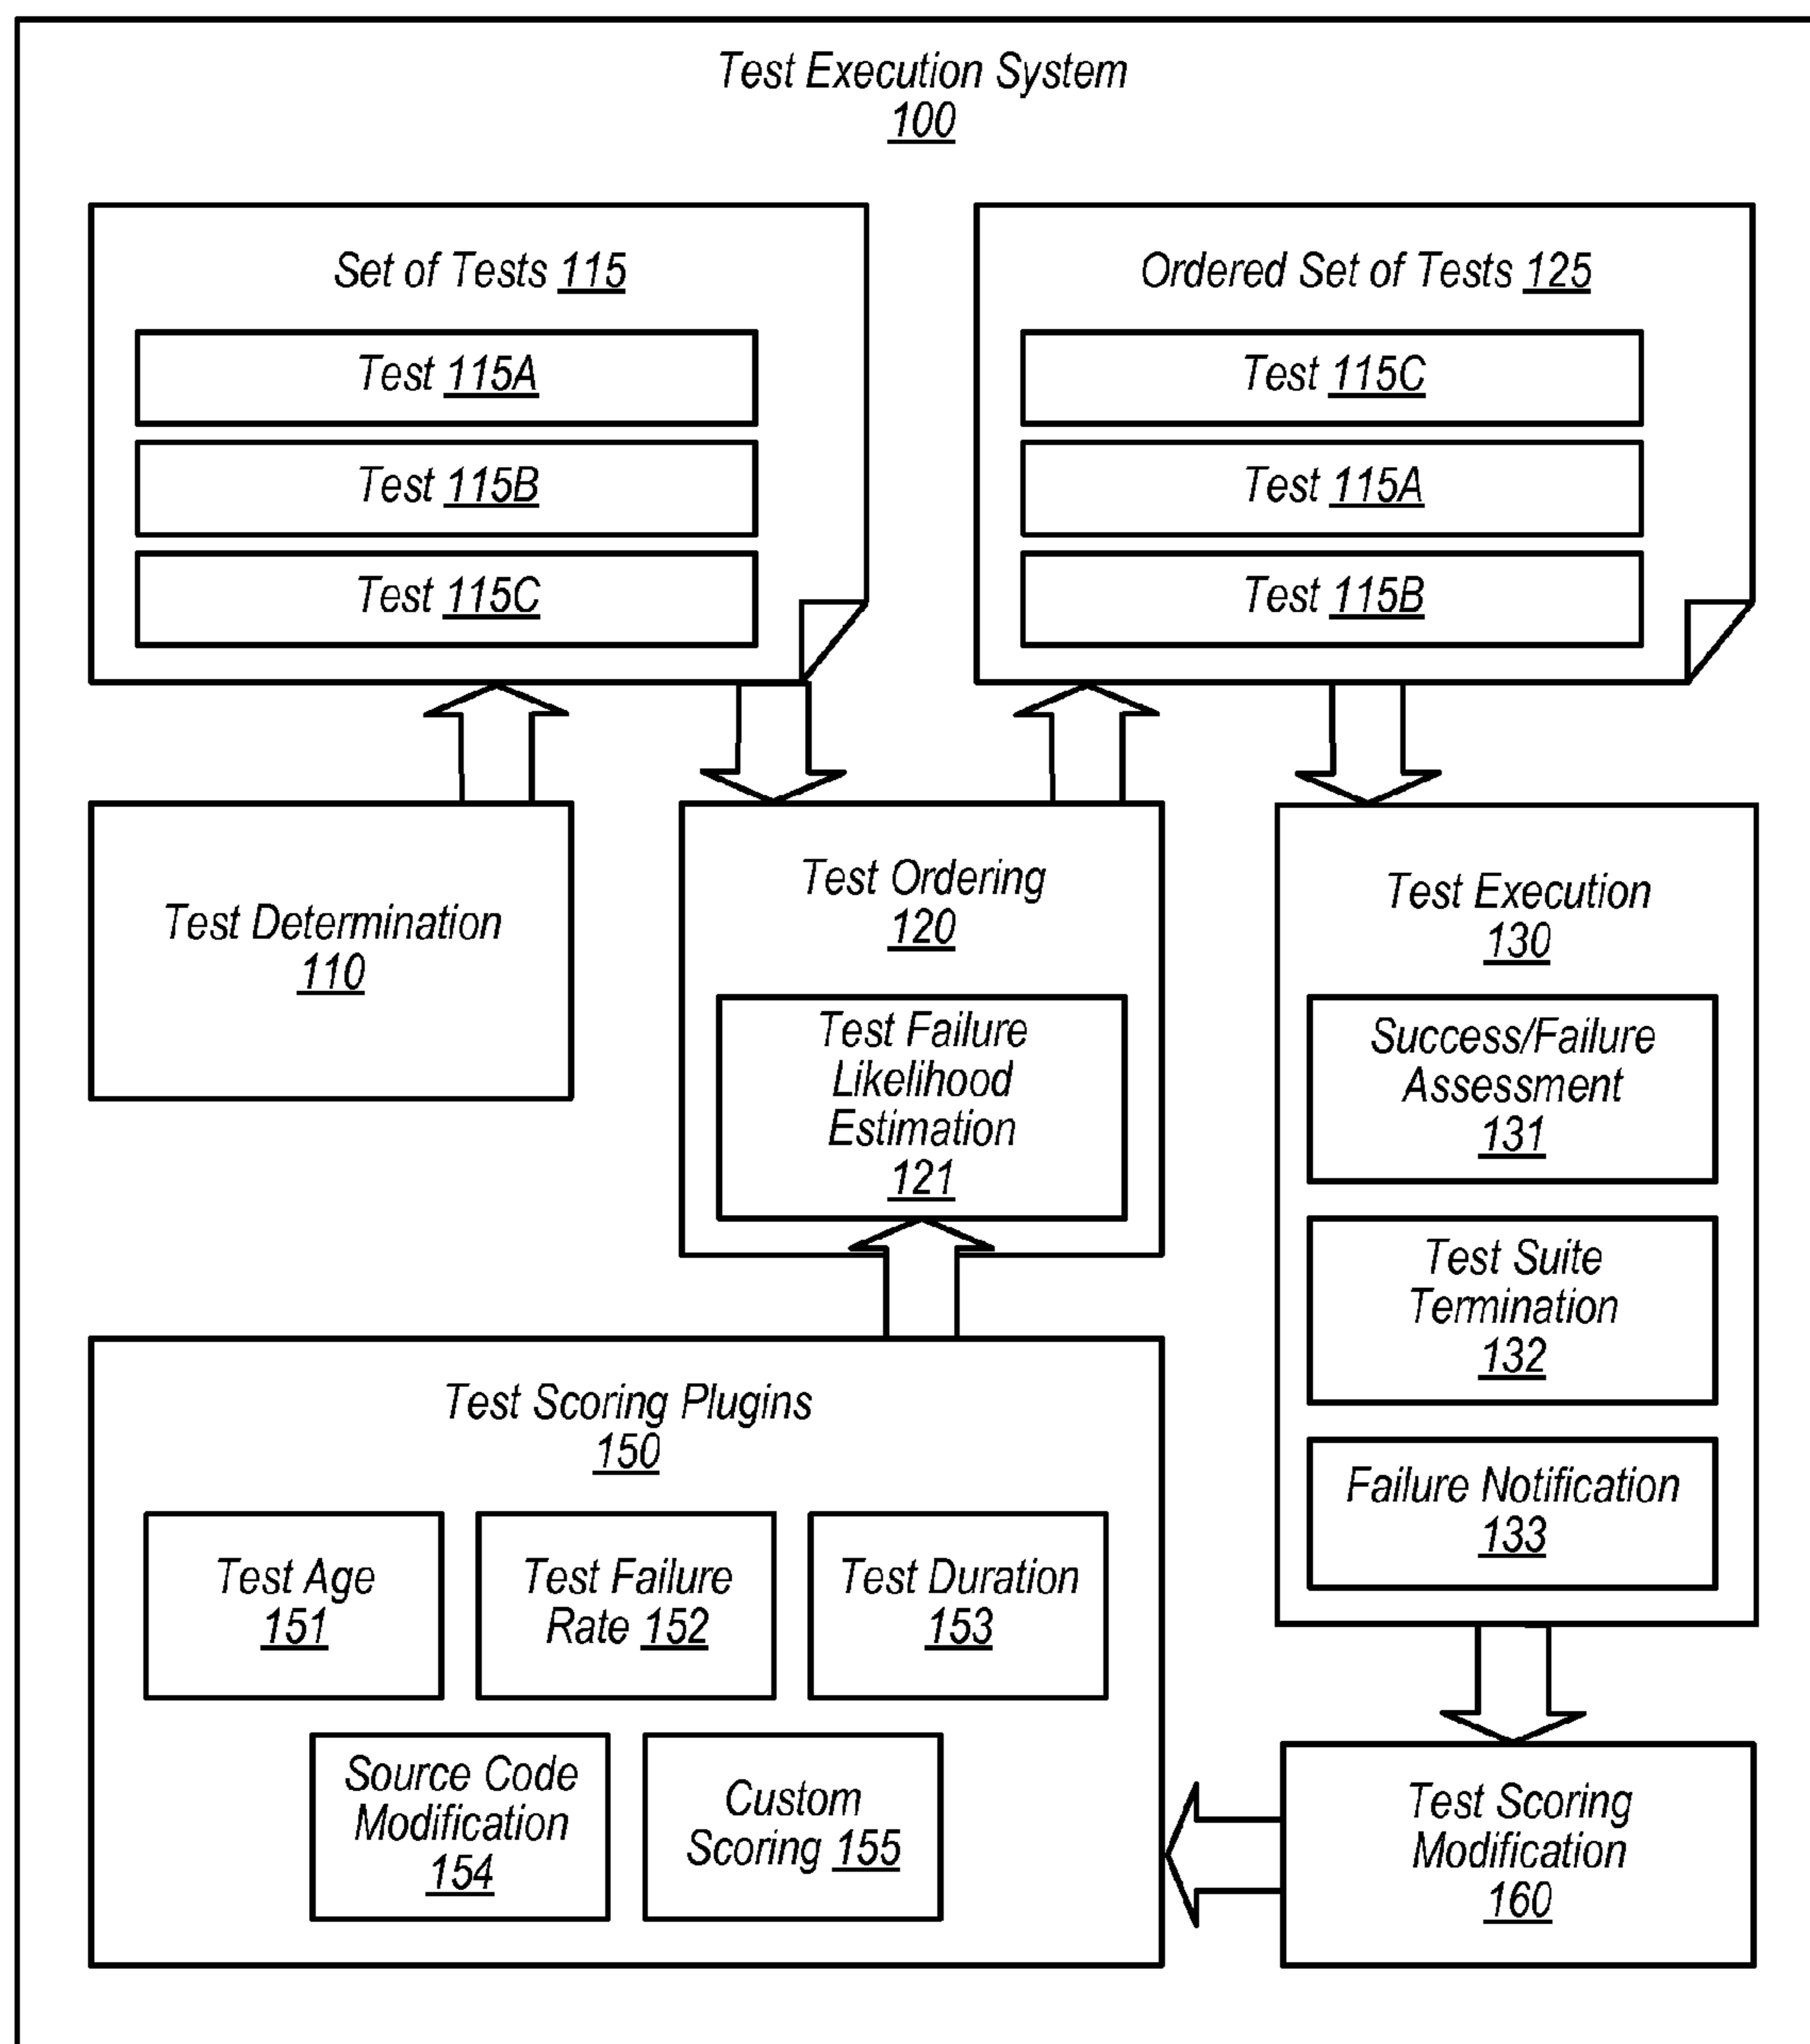 Test Execution System
100
Set of Tests 115
Test 115A
Test 115B
Test 115C
Ordered Set of Tests 125
Test 115C
Test 115A
Test 115B
Test Determination
110
Test Ordering
120
Test Failure
Likelihood
Estimation
121
Test Execution
130
Success/Failure
Assessment
131
Test Suite
Termination
132
Failure Notification
133
Test Scoring Plugins
150
Test Age
151
Test Failure
Rate 152
Test Duration
153
Source Code
Modification
154
Custom
Scoring 155
Test Scoring
Modification
160